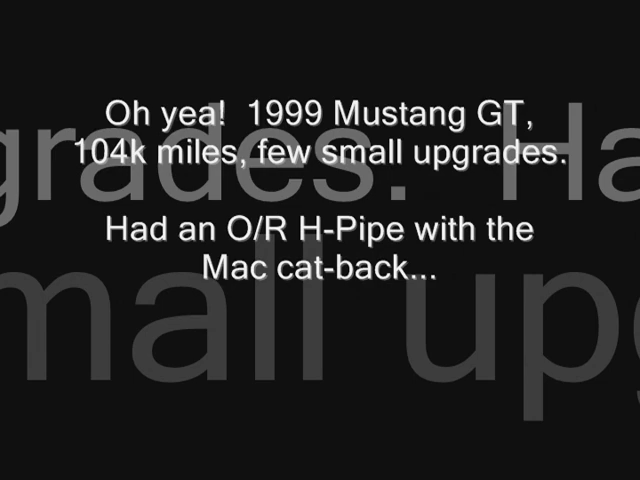 Oh yea!  1999 Mustang GT,
104k miles, few small upgrades.
Had an O/R H-Pipe with the
Mac cat-back...
grades. Ha
mall upg